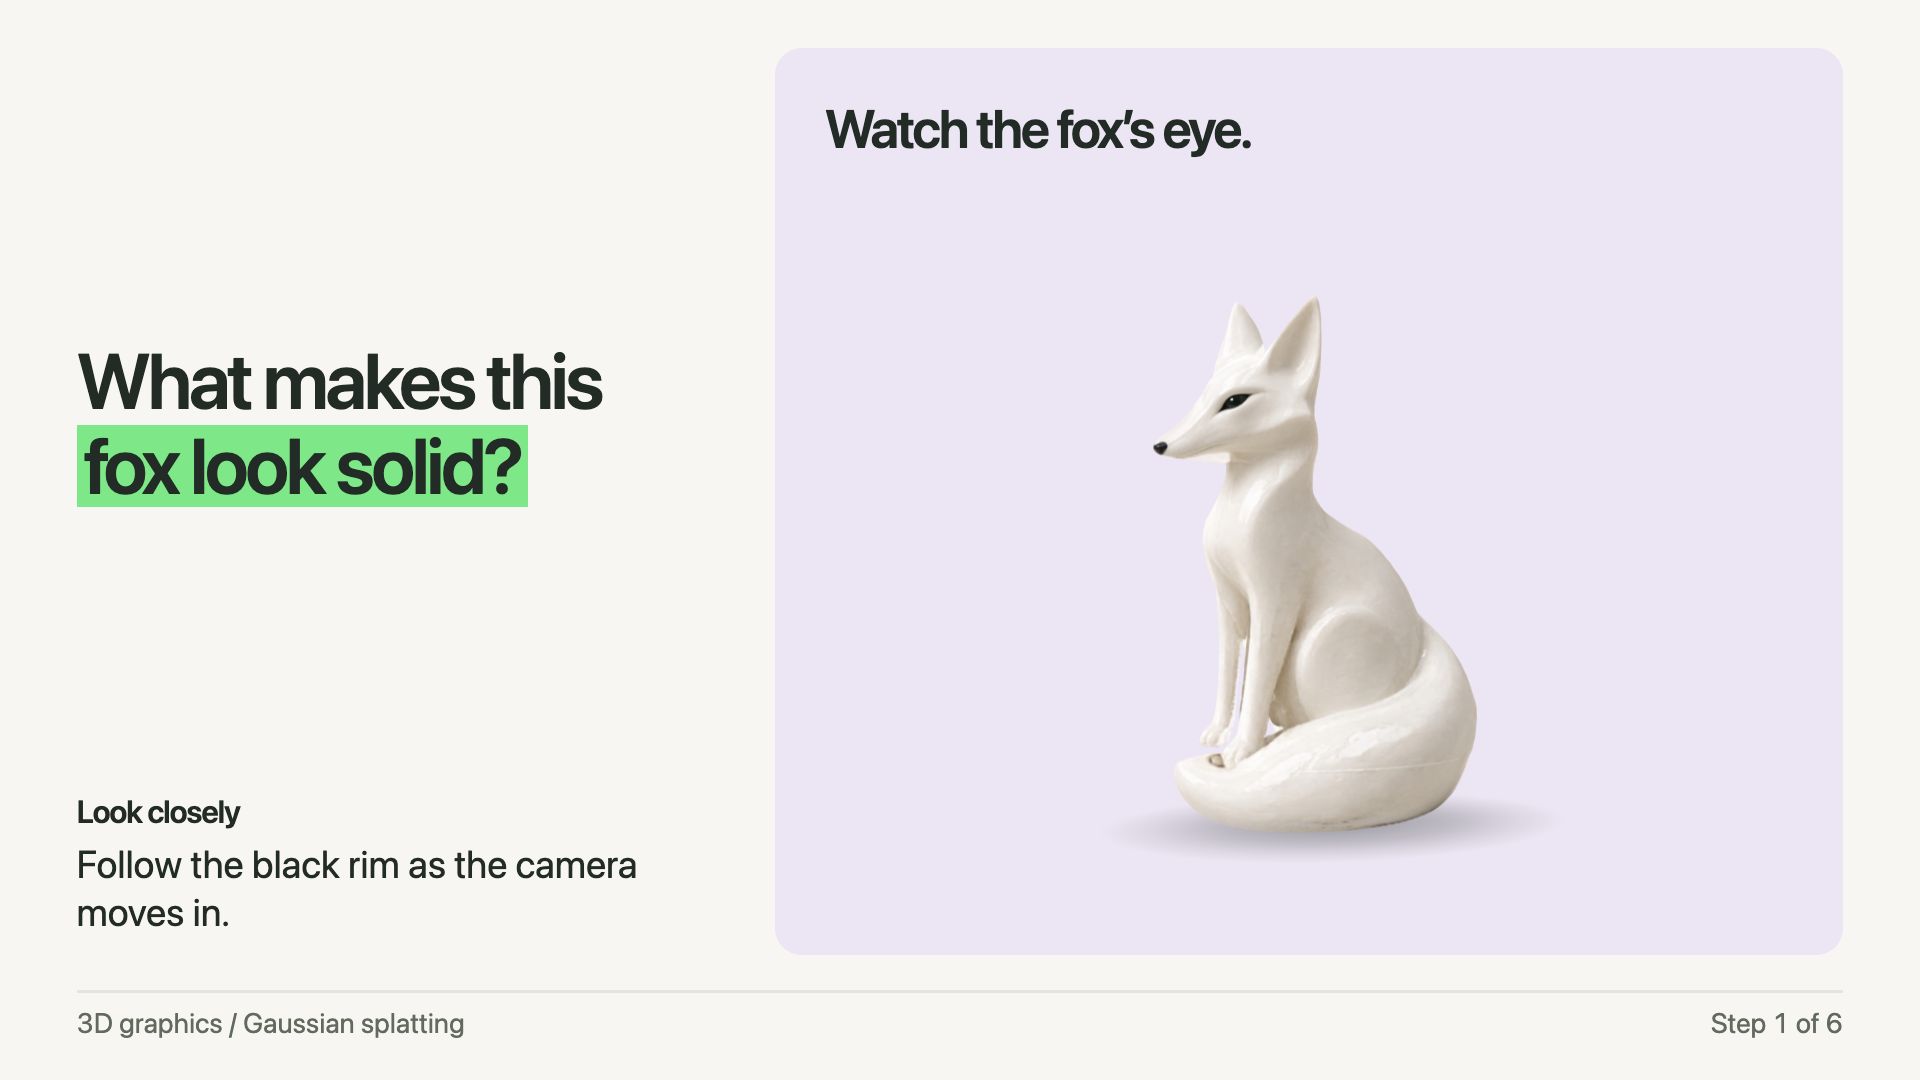 What makes this
fox look solid?
Look closely
Follow the black rim as the camera
moves in.
Watch the fox’s eye.
3D graphics / Gaussian splatting
Step 1 of 6